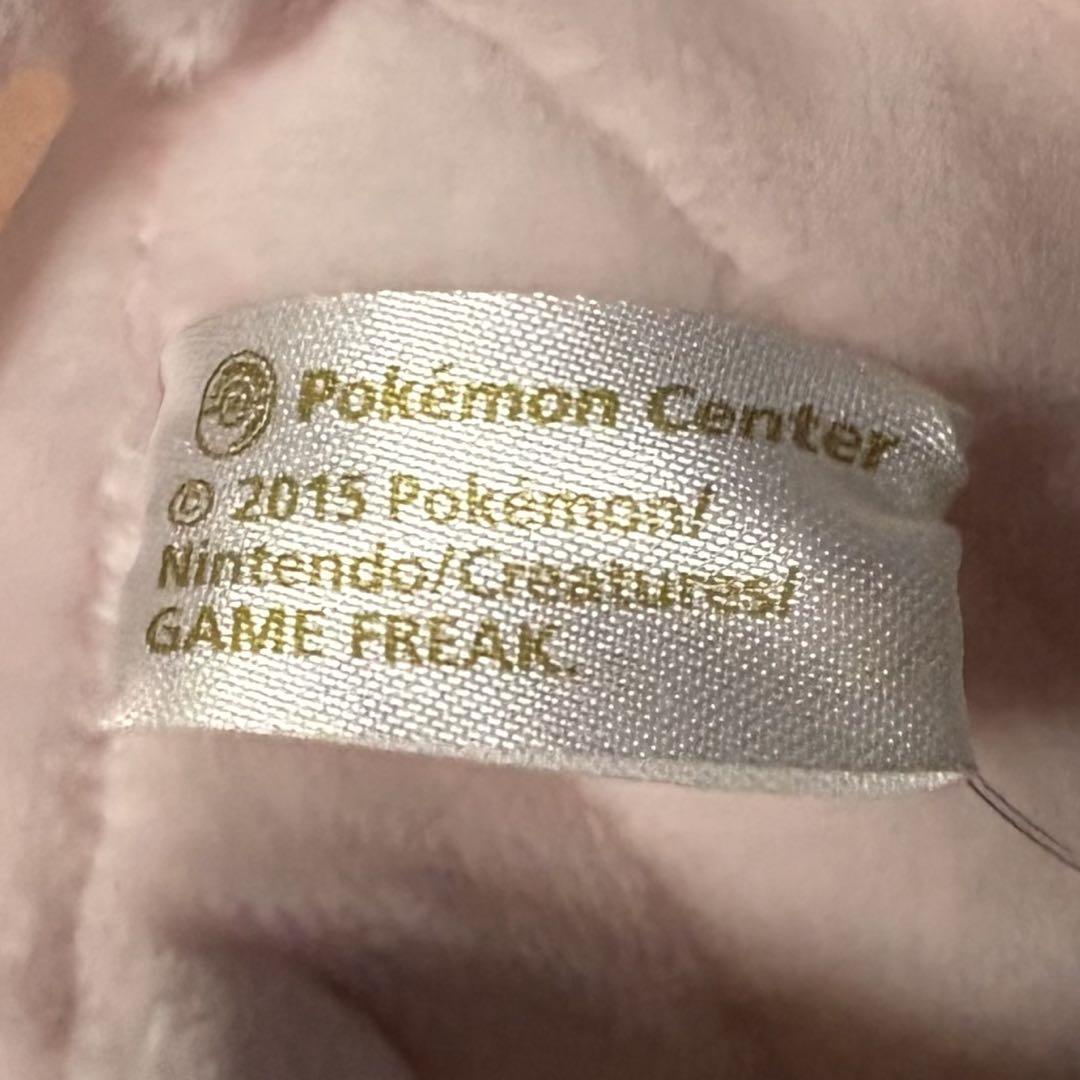 Pokémon Center
© 2015 Pokémon/
Nintendo/Creatures/
GAME FREAK.